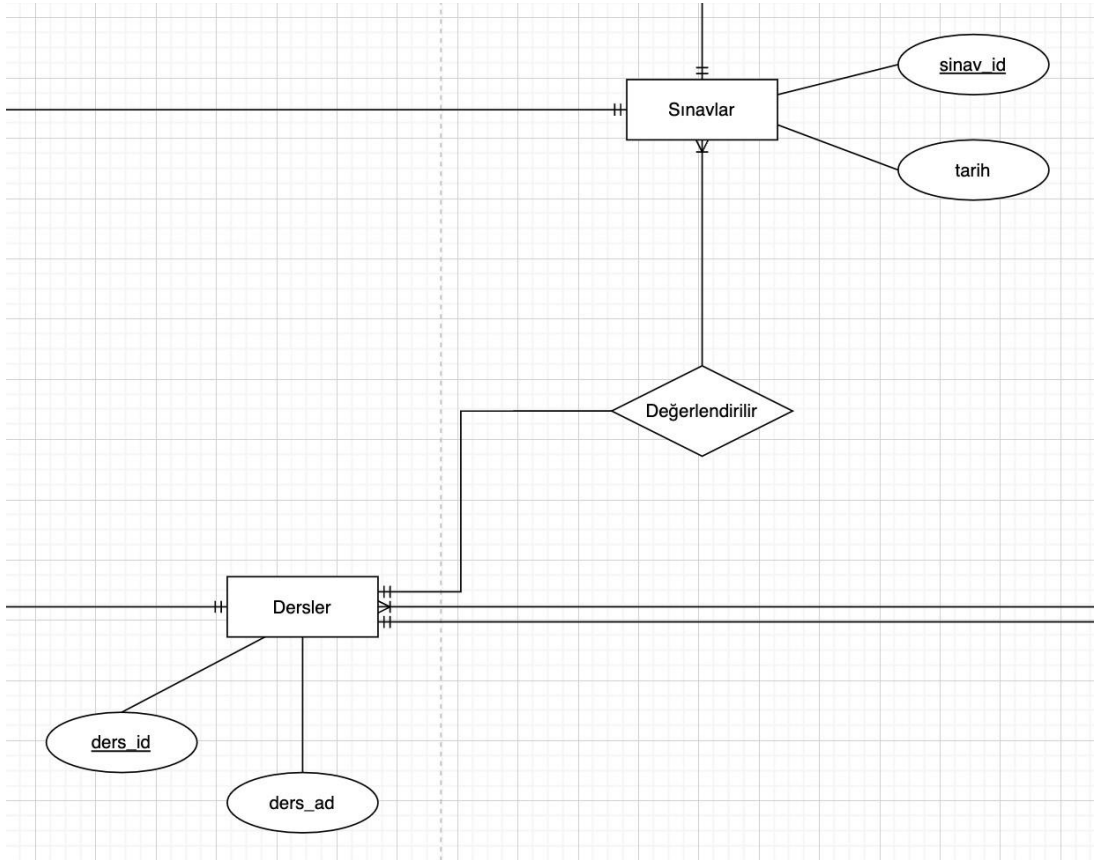 sinav_id
Sınavlar
tarih
Değerlendirilir
Dersler
ders_id
ders_ad